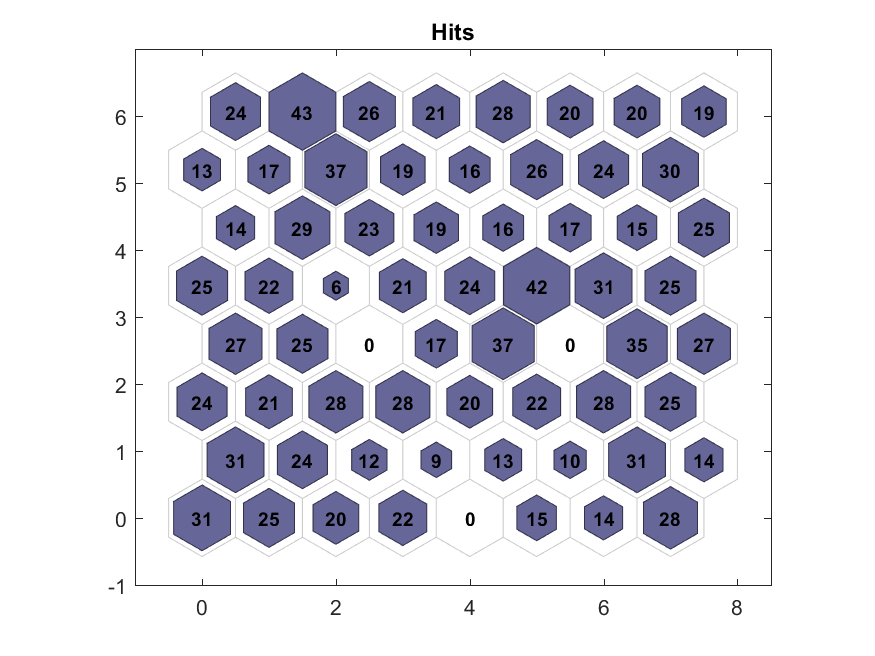 Hits
24 43 26 21 28 20 20 19
6
13 17 37 19 16 26 24 30
5
14 29 23 19 16 17 15 25
4
25 22 6 21 24 42 31 25
3
27 25 0 17 37 0 35 27
2
24 21 28 28 20 22 28 25
1
31 24 12 9 13 10 31 14
0
31 25 20 22 0 15 14 28
-1
0 2 4 6 8